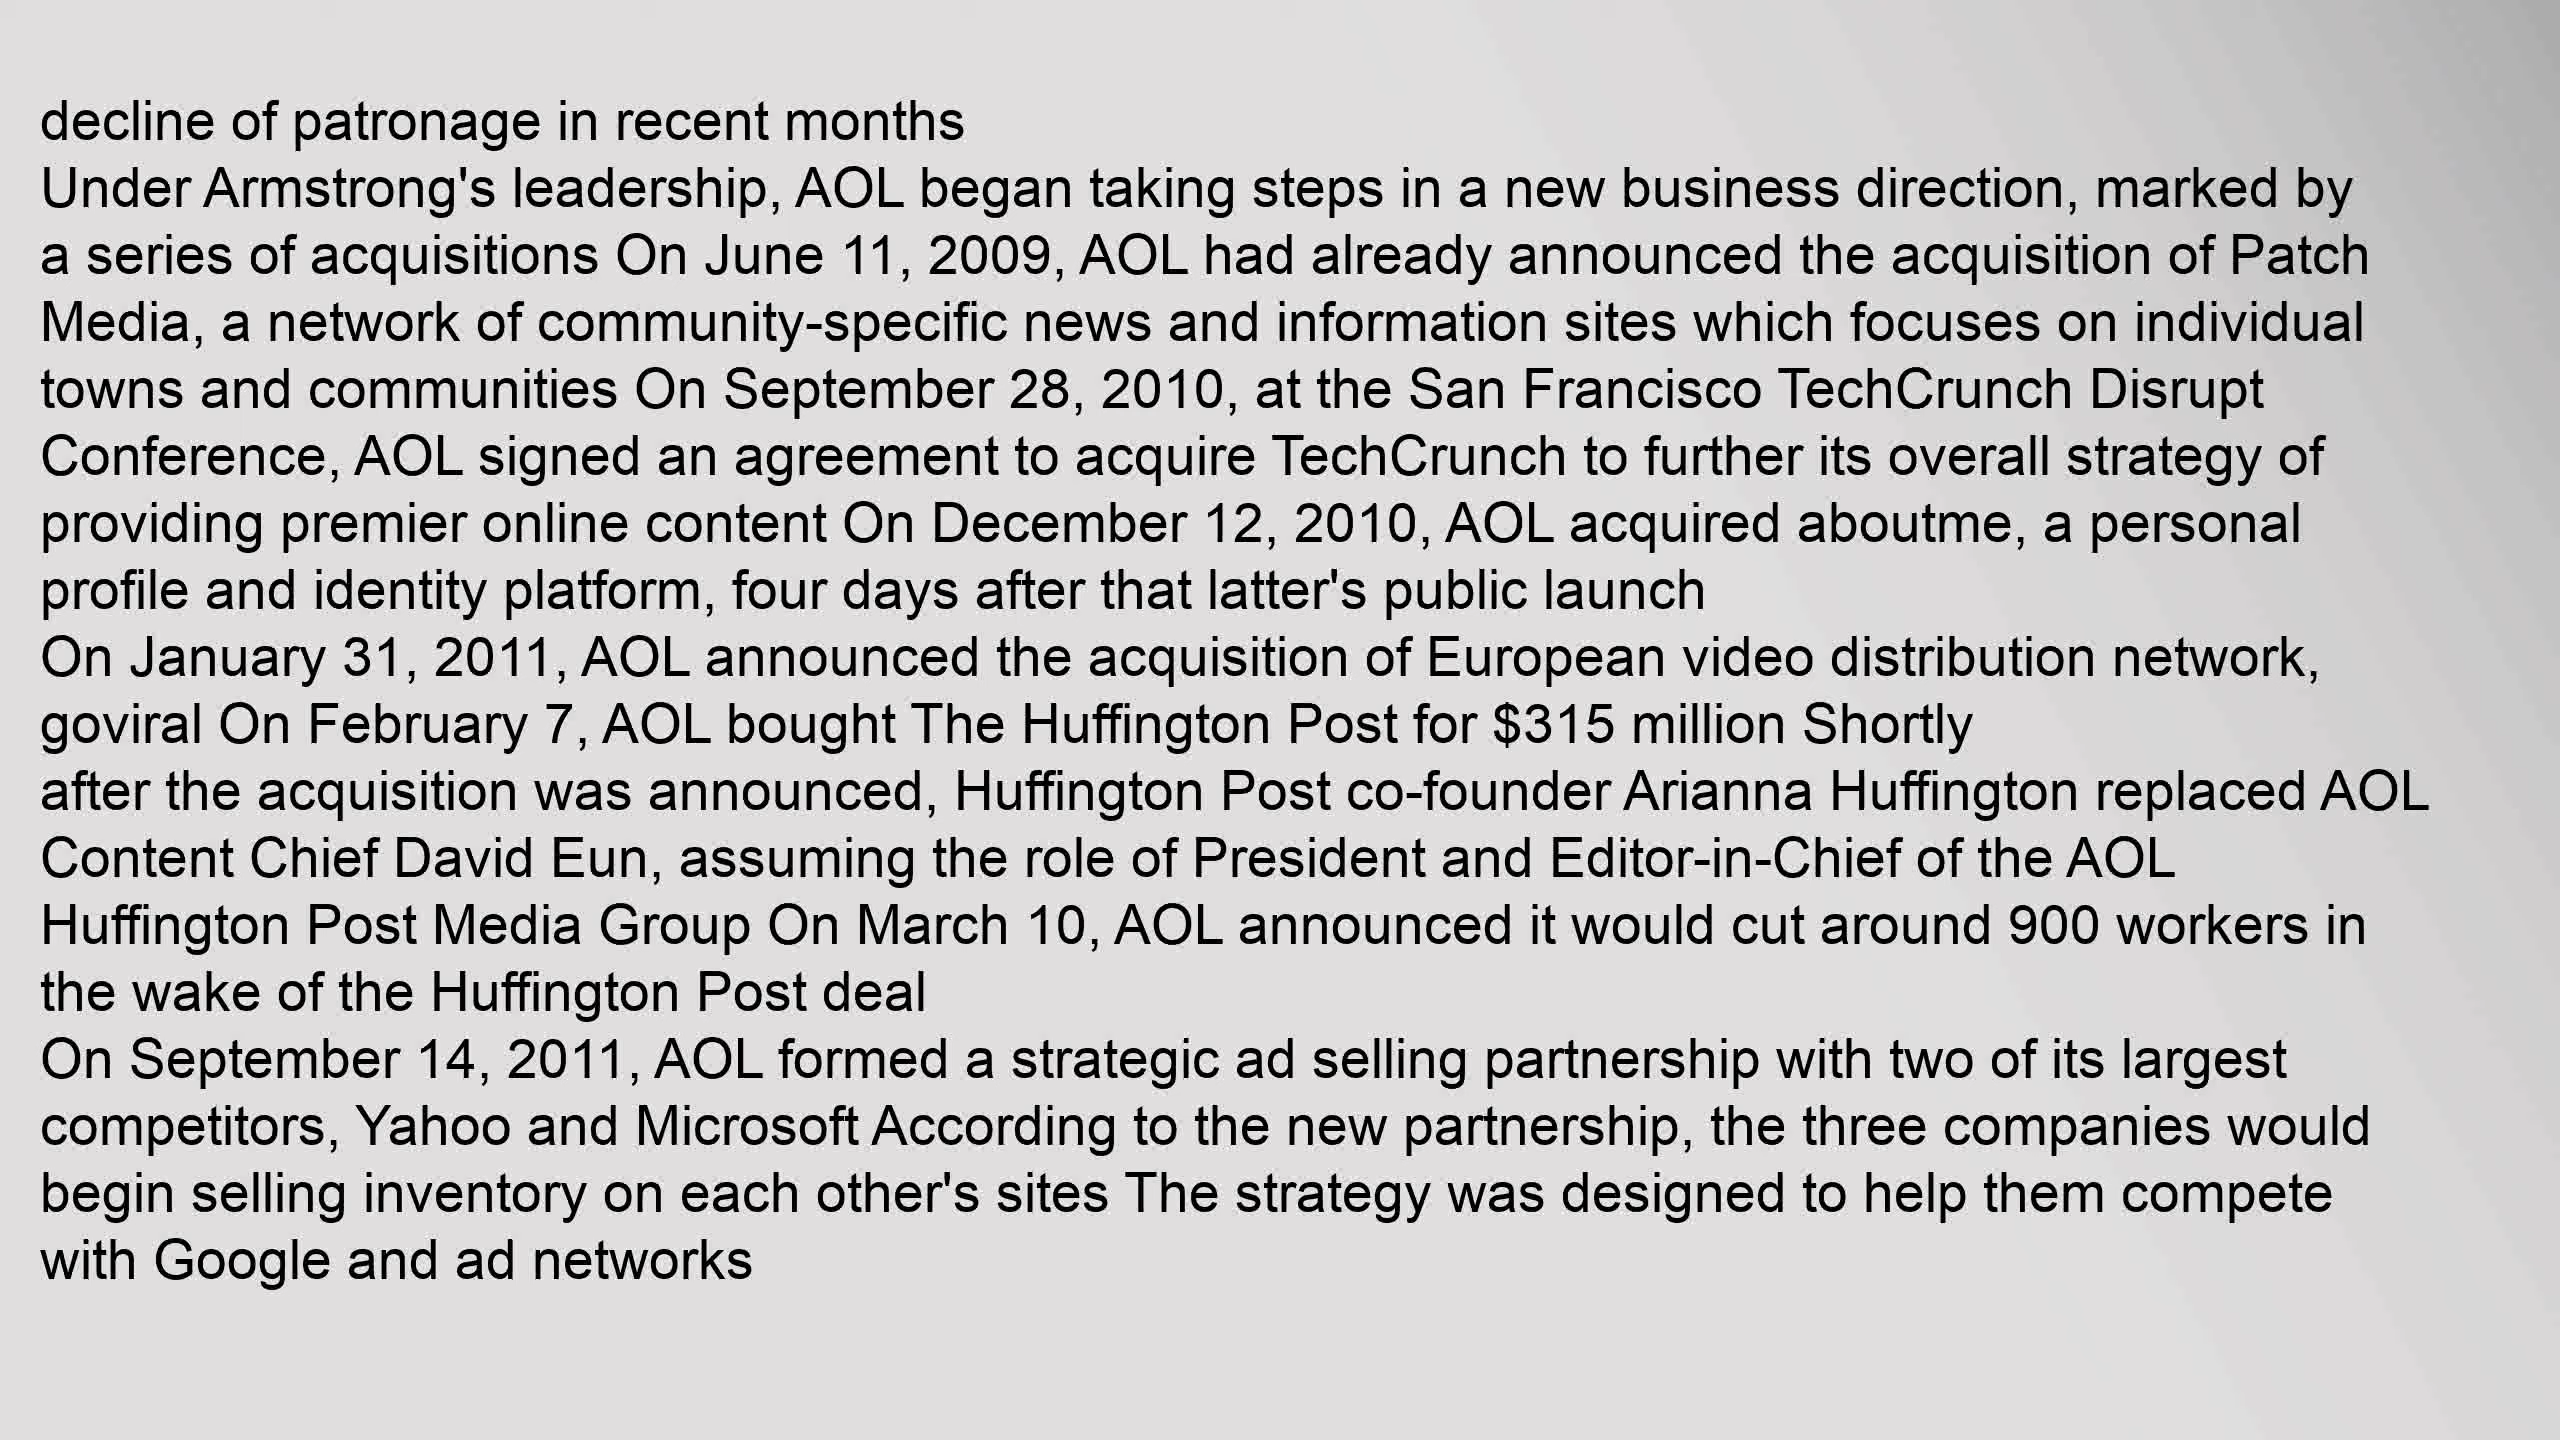 decline of patronage in recent months
Under Armstrong's leadership, AOL began taking steps in a new business direction, marked by
a series of acquisitions On June 11, 2009, AOL had already announced the acquisition of Patch
Media, a network of community-specific news and information sites which focuses on individual
towns and communities On September 28, 2010, at the San Francisco TechCrunch Disrupt
Conference, AOL signed an agreement to acquire TechCrunch to further its overall strategy of
providing premier online content On December 12, 2010, AOL acquired aboutme, a personal
profile and identity platform, four days after that latter's public launch
On January 31, 2011, AOL announced the acquisition of European video distribution network,
goviral On February 7, AOL bought The Huffington Post for $315 million Shortly
after the acquisition was announced, Huffington Post co-founder Arianna Huffington replaced AOL
Content Chief David Eun, assuming the role of President and Editor-in-Chief of the AOL
Huffington Post Media Group On March 10, AOL announced it would cut around 900 workers in
the wake of the Huffington Post deal
On September 14, 2011, AOL formed a strategic ad selling partnership with two of its largest
competitors, Yahoo and Microsoft According to the new partnership, the three companies would
begin selling inventory on each other's sites The strategy was designed to help them compete
with Google and ad networks